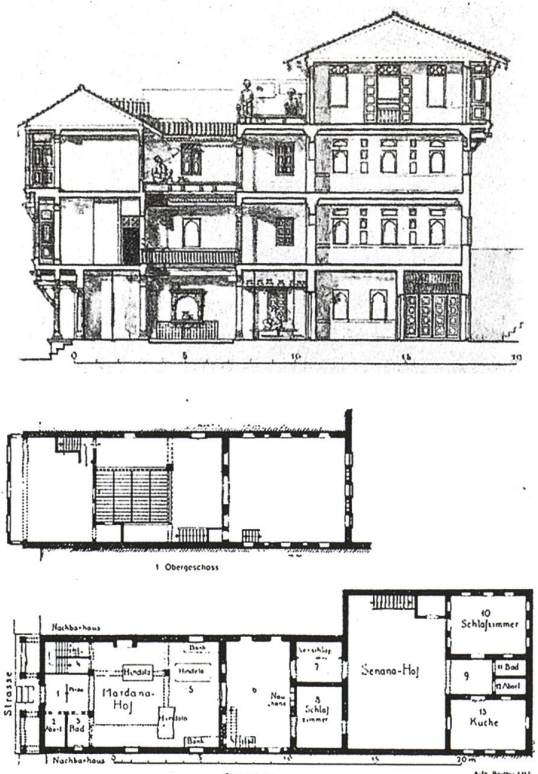 0 5 10 15 20
1 Obergeschoss
Nachbarhaus
Strasse
4
1
2
Abort
3
Bad
Mardana-
Hof
Hindola
Hindola
Hindola
Bank
Bank
5
6
7
8
Schlaf
zimmer
Senana-Hof
9
10
Schlafzimmer
11 Bad
12 Abort
13
Küche
Nachbarhaus
0 5 10 15 20 m